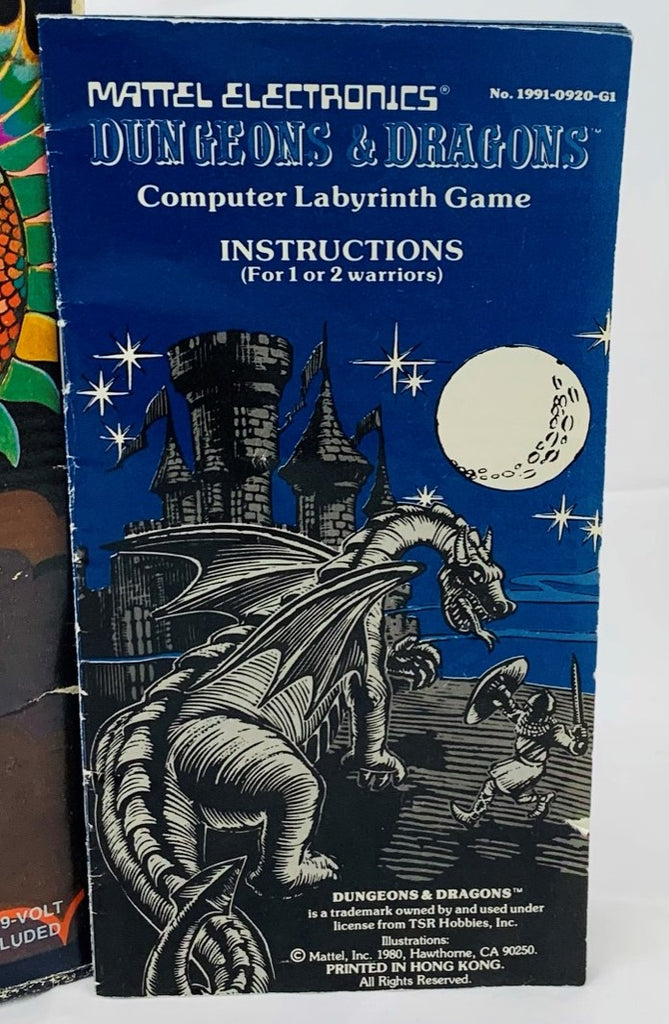 MATTEL ELECTRONICS®
No. 1991-0920-G1
DUNGEONS & DRAGONS™
Computer Labyrinth Game
INSTRUCTIONS
(For 1 or 2 warriors)
DUNGEONS & DRAGONS™
is a trademark owned by and used under
license from TSR Hobbies, Inc.
Illustrations:
© Mattel, Inc. 1980, Hawthorne, CA 90250.
PRINTED IN HONG KONG.
All Rights Reserved.
9-VOLT
LUDED